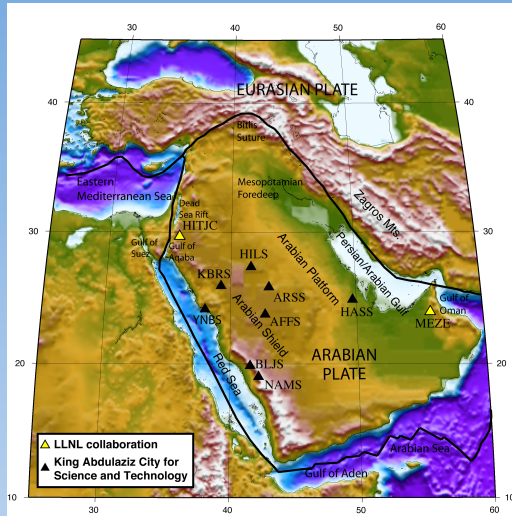 30
40
50
EURASIAN PLATE
40
40
Bitlis
Suture
Eastern
Mediterranean Sea
Mesopotamian
Foredeep
Zagros Mts.
Dead
Sea Rift
HITJC
30
30
Gulf of
Suez
Gulf of
Aqaba
HILS
Arabian Platform
Persian/Arabian Gulf
KBRS
ARSS
HASS
Gulf of
Oman
MEZE
YNBS
AFFS
Arabian Shield
ARABIAN
PLATE
20
20
Red Sea
BLJS
NAMS
LLNL collaboration
King Abdulaziz City for
Science and Technology
Arabian Sea
Gulf of Aden
10
10
30
40
50
60